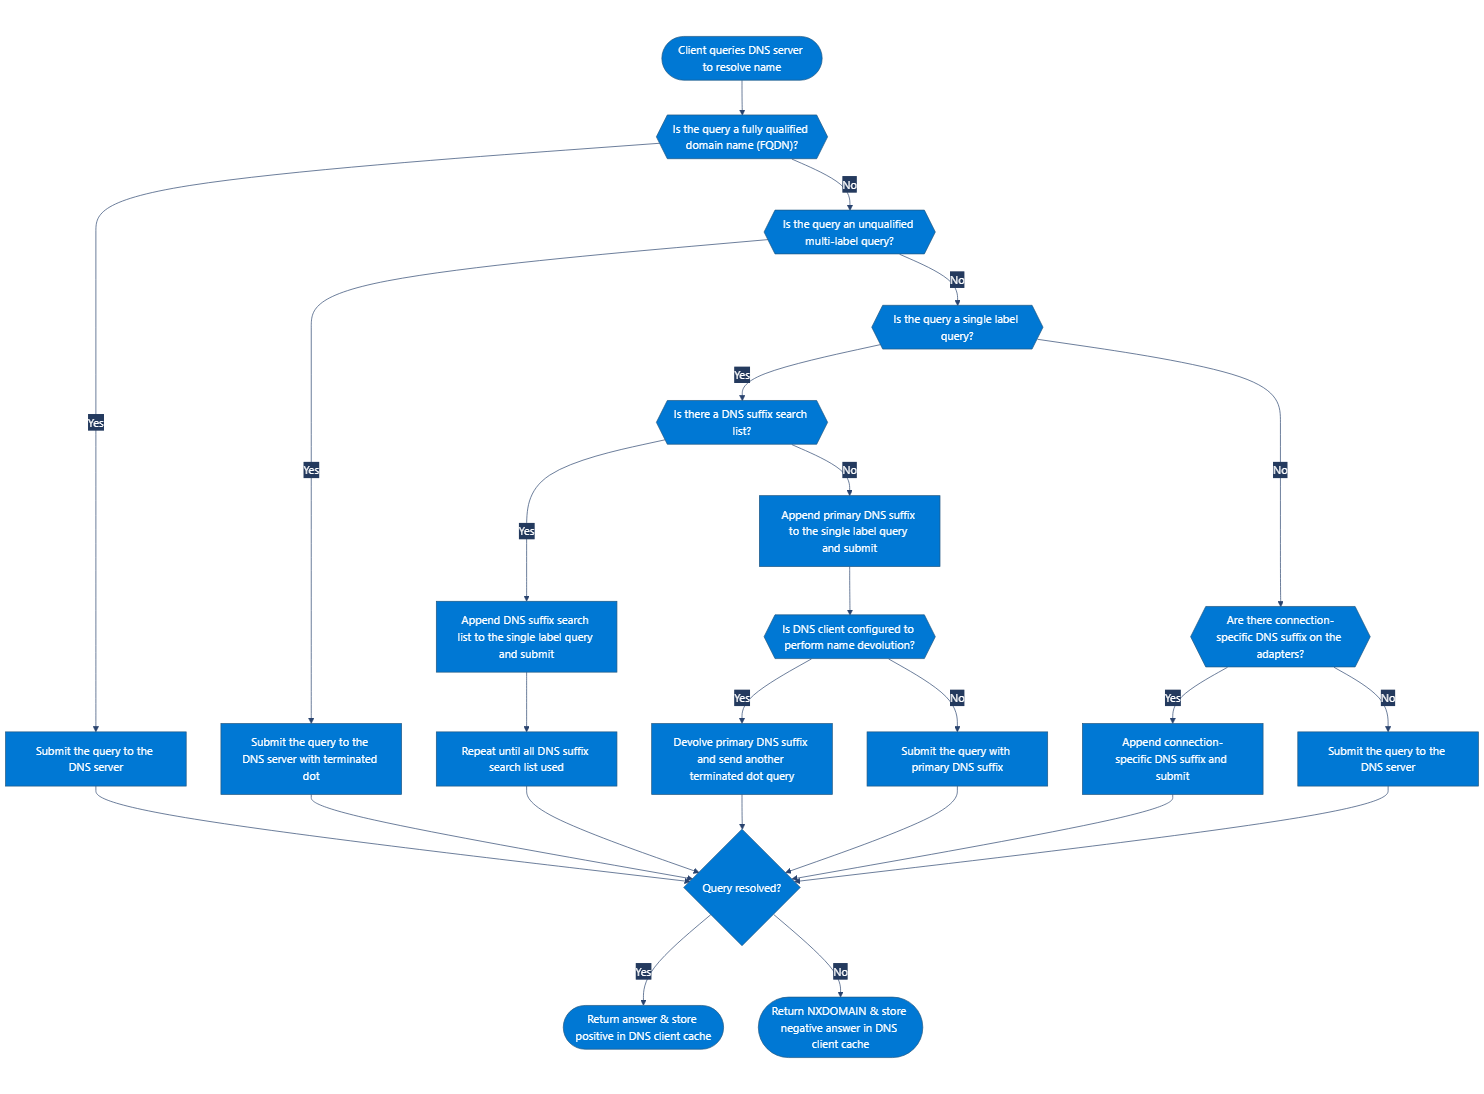 Client queries DNS server
to resolve name
Is the query a fully qualified
domain name (FQDN)?
No
Is the query an unqualified
multi-label query?
No
Is the query a single label
query?
Yes
Is there a DNS suffix search
list?
Yes
Yes
No
No
Append primary DNS suffix
to the single label query
and submit
Yes
Append DNS suffix search
list to the single label query
and submit
Is DNS client configured to
perform name devolution?
Are there connection-
specific DNS suffix on the
adapters?
Yes
No
Yes
No
Submit the query to the
DNS server
Submit the query to the
DNS server with terminated
dot
Repeat until all DNS suffix
search list used
Devolve primary DNS suffix
and send another
terminated dot query
Submit the query with
primary DNS suffix
Append connection-
specific DNS suffix and
submit
Submit the query to the
DNS server
Query resolved?
Yes
No
Return answer & store
positive in DNS client cache
Return NXDOMAIN & store
negative answer in DNS
client cache